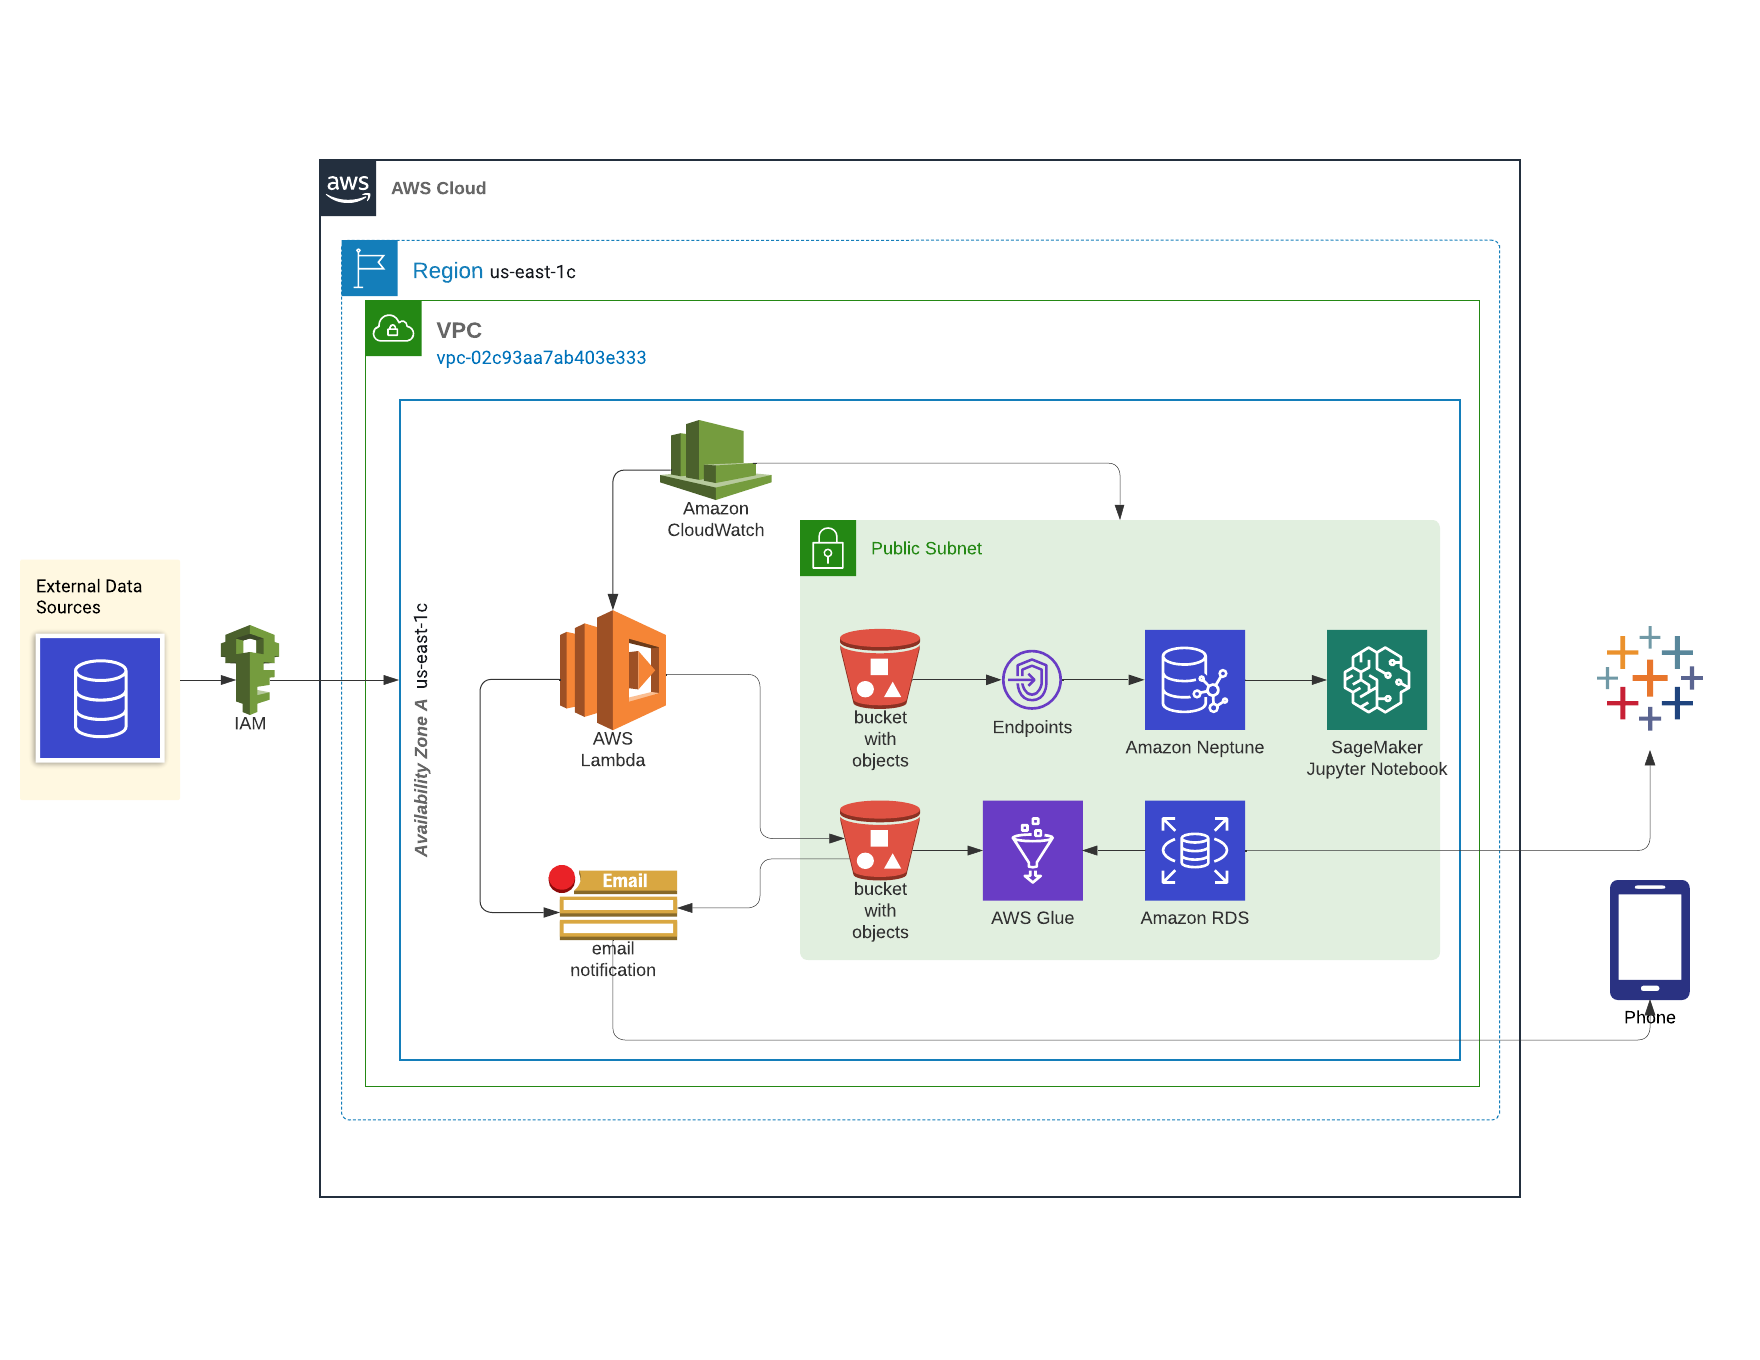 aws
AWS Cloud
Region us-east-1c
VPC
vpc-02c93aa7ab403e333
Amazon
CloudWatch
Public Subnet
External Data
Sources
IAM
Availability Zone A us-east-1c
AWS
Lambda
bucket
with
objects
Endpoints
Amazon Neptune
SageMaker
Jupyter Notebook
Email
email
notification
bucket
with
objects
AWS Glue
Amazon RDS
Phone